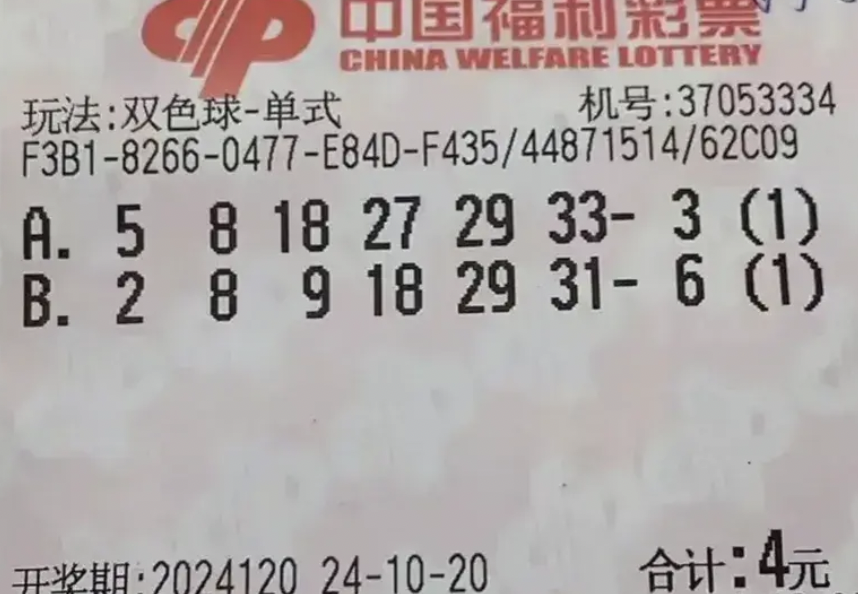 中国福利彩票
CHINA WELFARE LOTTERY
玩法:双色球-单式 机号:37053334
F3B1-8266-0477-E84D-F435/44871514/62C09
A. 5 8 18 27 29 33- 3 (1)
B. 2 8 9 18 29 31- 6 (1)
开奖期:2024120 24-10-20 合计:4元